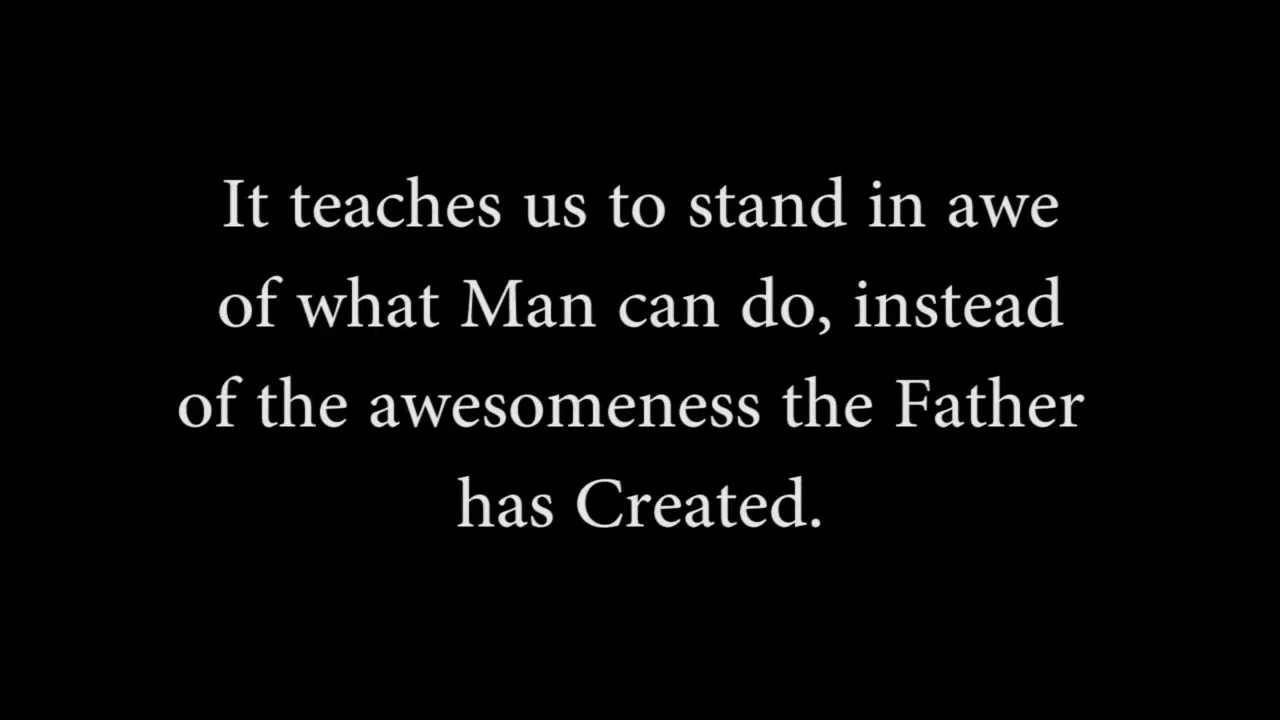 It teaches us to stand in awe
of what Man can do, instead
of the awesomeness the Father
has Created.